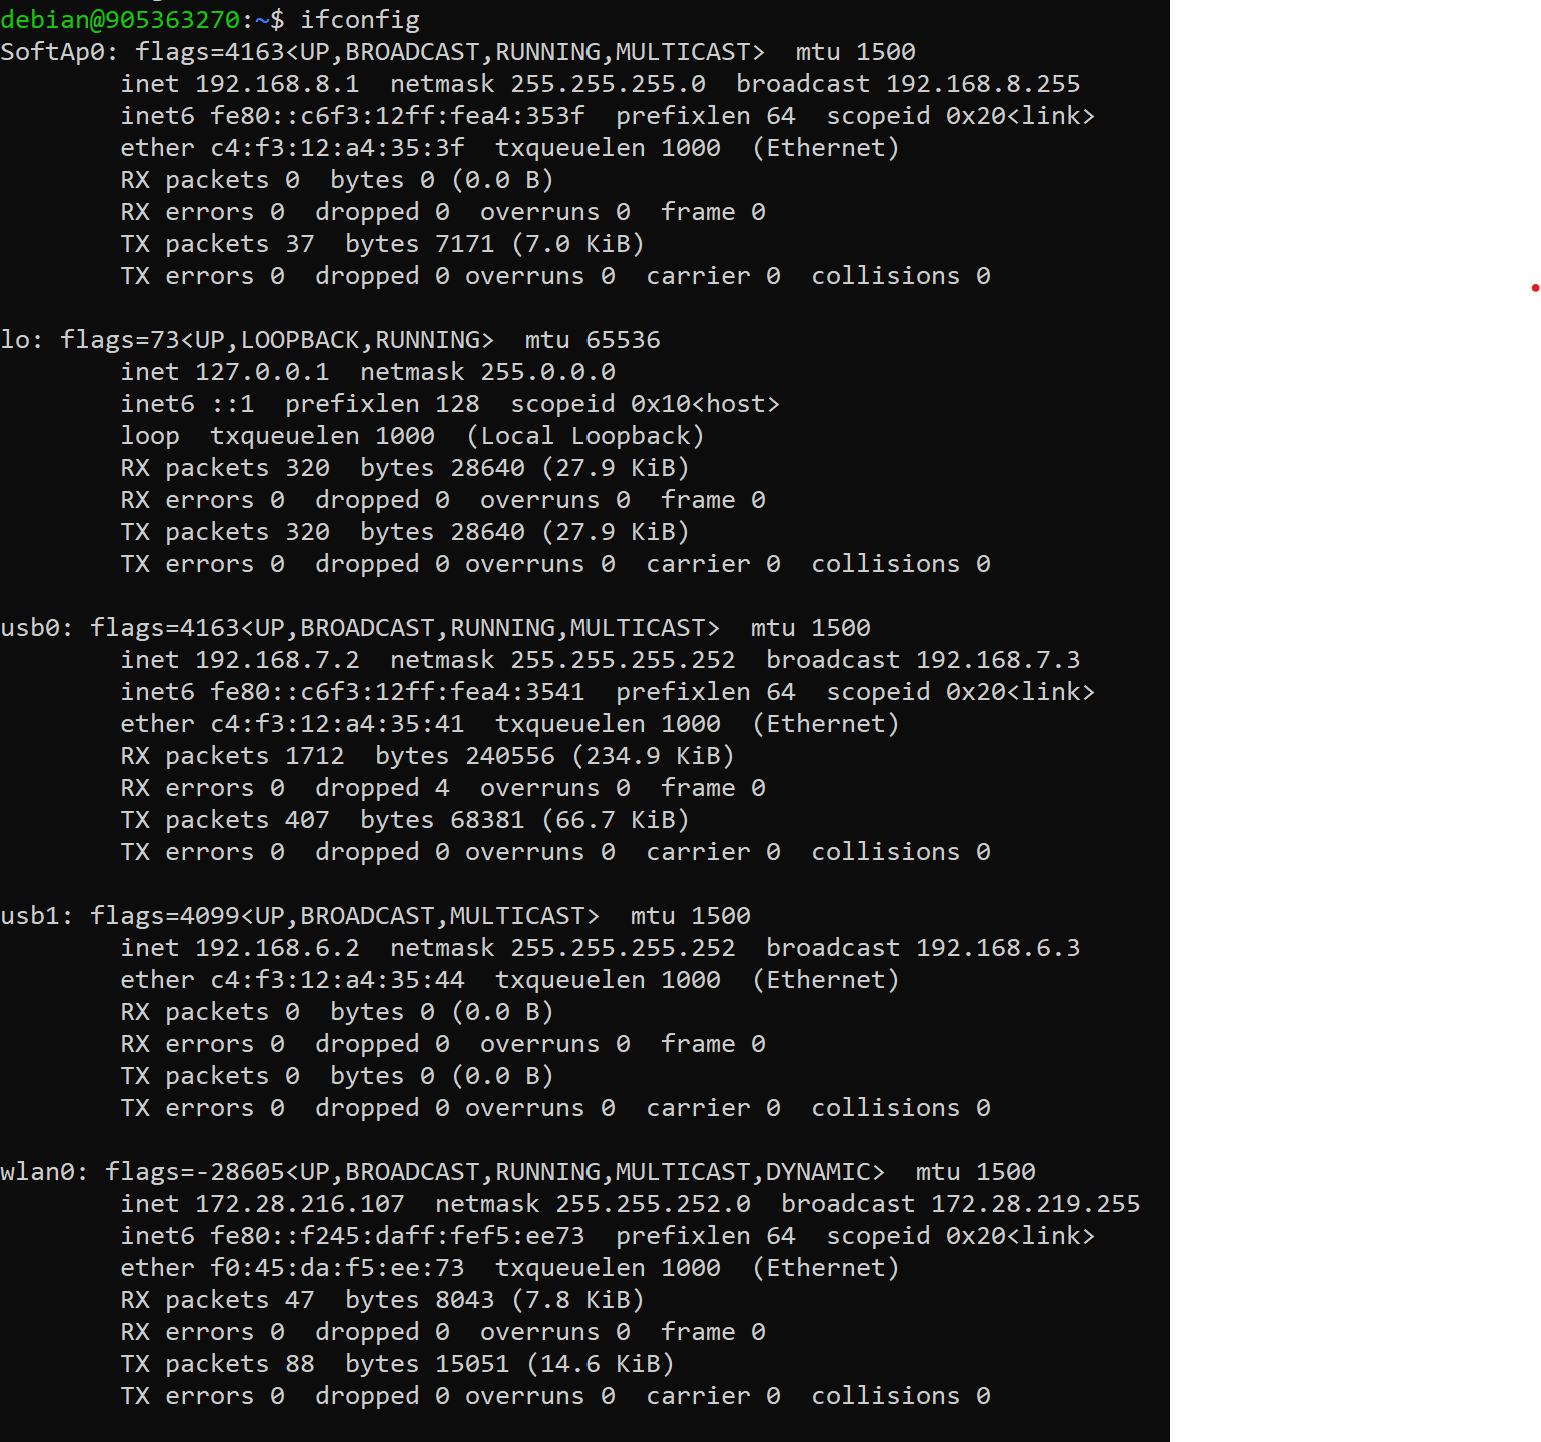 debian@905363270:~$ ifconfig
SoftAp0: flags=4163<UP,BROADCAST,RUNNING,MULTICAST>  mtu 1500
        inet 192.168.8.1  netmask 255.255.255.0  broadcast 192.168.8.255
        inet6 fe80::c6f3:12ff:fea4:353f  prefixlen 64  scopeid 0x20<link>
        ether c4:f3:12:a4:35:3f  txqueuelen 1000  (Ethernet)
        RX packets 0  bytes 0 (0.0 B)
        RX errors 0  dropped 0  overruns 0  frame 0
        TX packets 37  bytes 7171 (7.0 KiB)
        TX errors 0  dropped 0 overruns 0  carrier 0  collisions 0

lo: flags=73<UP,LOOPBACK,RUNNING>  mtu 65536
        inet 127.0.0.1  netmask 255.0.0.0
        inet6 ::1  prefixlen 128  scopeid 0x10<host>
        loop  txqueuelen 1000  (Local Loopback)
        RX packets 320  bytes 28640 (27.9 KiB)
        RX errors 0  dropped 0  overruns 0  frame 0
        TX packets 320  bytes 28640 (27.9 KiB)
        TX errors 0  dropped 0 overruns 0  carrier 0  collisions 0

usb0: flags=4163<UP,BROADCAST,RUNNING,MULTICAST>  mtu 1500
        inet 192.168.7.2  netmask 255.255.255.252  broadcast 192.168.7.3
        inet6 fe80::c6f3:12ff:fea4:3541  prefixlen 64  scopeid 0x20<link>
        ether c4:f3:12:a4:35:41  txqueuelen 1000  (Ethernet)
        RX packets 1712  bytes 240556 (234.9 KiB)
        RX errors 0  dropped 4  overruns 0  frame 0
        TX packets 407  bytes 68381 (66.7 KiB)
        TX errors 0  dropped 0 overruns 0  carrier 0  collisions 0

usb1: flags=4099<UP,BROADCAST,MULTICAST>  mtu 1500
        inet 192.168.6.2  netmask 255.255.255.252  broadcast 192.168.6.3
        ether c4:f3:12:a4:35:44  txqueuelen 1000  (Ethernet)
        RX packets 0  bytes 0 (0.0 B)
        RX errors 0  dropped 0  overruns 0  frame 0
        TX packets 0  bytes 0 (0.0 B)
        TX errors 0  dropped 0 overruns 0  carrier 0  collisions 0

wlan0: flags=-28605<UP,BROADCAST,RUNNING,MULTICAST,DYNAMIC>  mtu 1500
        inet 172.28.216.107  netmask 255.255.252.0  broadcast 172.28.219.255
        inet6 fe80::f245:daff:fef5:ee73  prefixlen 64  scopeid 0x20<link>
        ether f0:45:da:f5:ee:73  txqueuelen 1000  (Ethernet)
        RX packets 47  bytes 8043 (7.8 KiB)
        RX errors 0  dropped 0  overruns 0  frame 0
        TX packets 88  bytes 15051 (14.6 KiB)
        TX errors 0  dropped 0 overruns 0  carrier 0  collisions 0